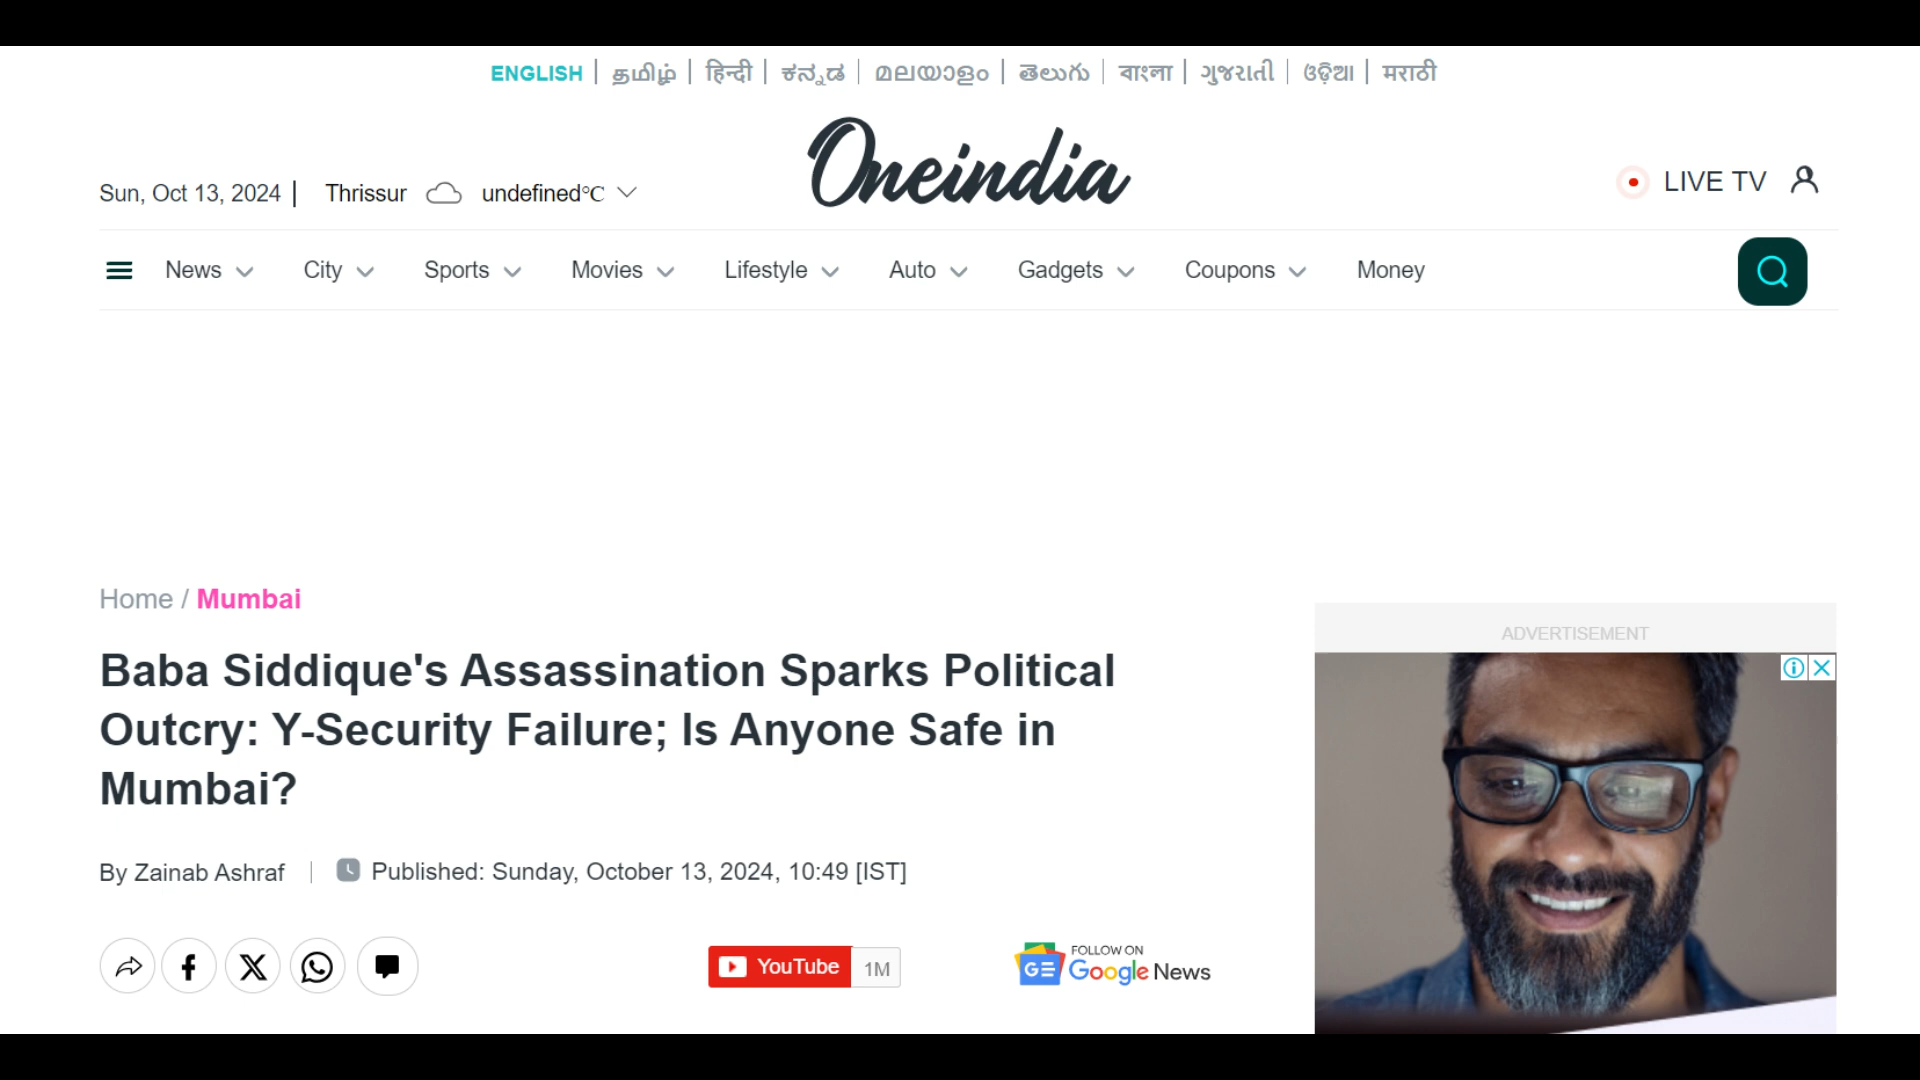 ENGLISH | தமிழ் | हिन्दी | ಕನ್ನಡ | മലയാളം | తెలుగు | বাংলা | ગુજરાતી | ଓଡ଼ିଆ | मराठी
Oneindia
Sun, Oct 13, 2024 | Thrissur undefined°C
LIVE TV
News City Sports Movies Lifestyle Auto Gadgets Coupons Money
Home / Mumbai
Baba Siddique's Assassination Sparks Political
Outcry: Y-Security Failure; Is Anyone Safe in
Mumbai?
By Zainab Ashraf | Published: Sunday, October 13, 2024, 10:49 [IST]
YouTube 1M
FOLLOW ON
GE Google News
ADVERTISEMENT